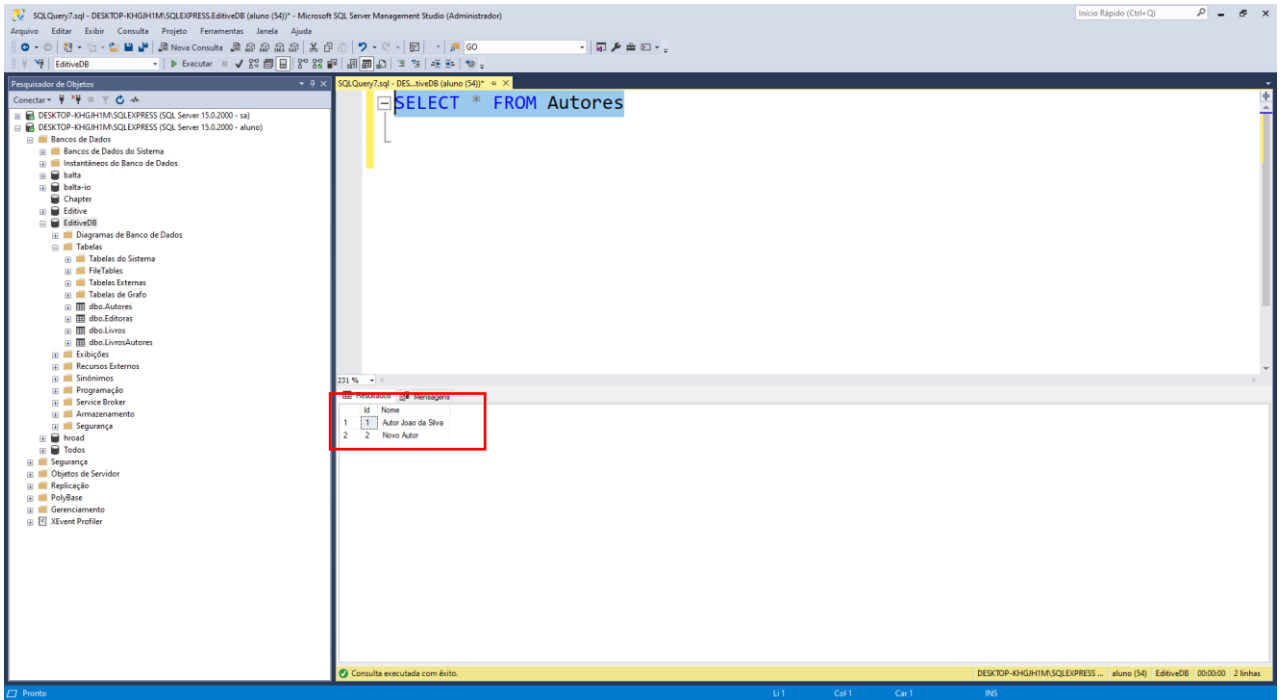 SQLQuery7.sql - DESKTOP-KHGJH1M\SQLEXPRESS.EditiveDB (aluno (54))* - Microsoft SQL Server Management Studio (Administrador)
Início Rápido (Ctrl+Q)
Arquivo Editar Exibir Consulta Projeto Ferramentas Janela Ajuda
Nova Consulta
GO
EditiveDB
Executar
Pesquisador de Objetos
Conectar
DESKTOP-KHGJH1M\SQLEXPRESS (SQL Server 15.0.2000 - sa)
DESKTOP-KHGJH1M\SQLEXPRESS (SQL Server 15.0.2000 - aluno)
Bancos de Dados
Bancos de Dados do Sistema
Instantâneos do Banco de Dados
balta
balta-io
Chapter
Editive
EditiveDB
Diagramas de Banco de Dados
Tabelas
Tabelas do Sistema
FileTables
Tabelas Externas
Tabelas de Grafo
dbo.Autores
dbo.Editoras
dbo.Livros
dbo.LivrosAutores
Exibições
Recursos Externos
Sinônimos
Programação
Service Broker
Armazenamento
Segurança
hroad
Todos
Segurança
Objetos de Servidor
Replicação
PolyBase
Gerenciamento
XEvent Profiler
SQLQuery7.sql - DES...tiveDB (aluno (54))*
SELECT * FROM Autores
231 %
Resultados Mensagens
Id Nome
1 1 Autor Joao da Silva
2 2 Novo Autor
Consulta executada com êxito.
DESKTOP-KHGJH1M\SQLEXPRESS ... aluno (54) EditiveDB 00:00:00 2 linhas
Pronto
Li 1 Col 1 Car 1 INS